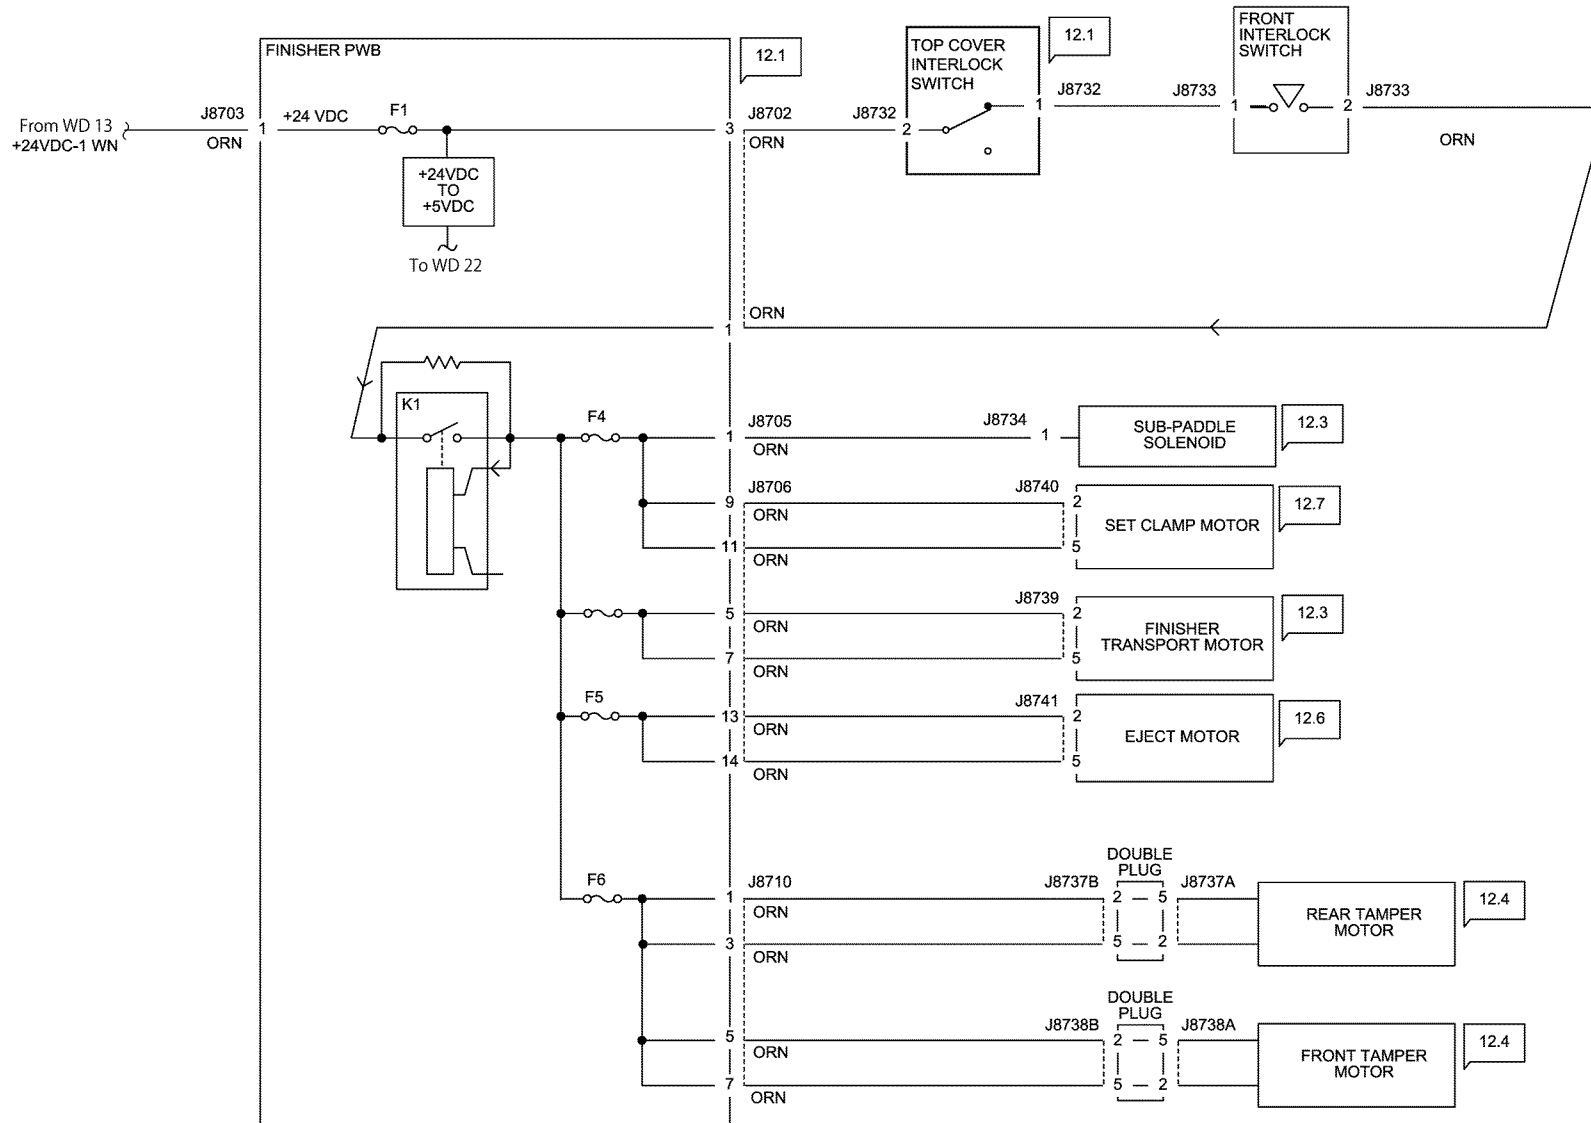 FINISHER PWB
12.1
TOP COVER
INTERLOCK
SWITCH
12.1
FRONT
INTERLOCK
SWITCH
From WD 13
+24VDC-1 WN
J8703
ORN
1
+24 VDC
F1
3
J8702
ORN
J8732
2
1
J8732
J8733
1
2
J8733
ORN
+24VDC
TO
+5VDC
To WD 22
1
ORN
K1
F4
1
J8705
ORN
J8734
1
SUB-PADDLE
SOLENOID
12.3
9
J8706
ORN
J8740
2
SET CLAMP MOTOR
12.7
11
ORN
5
5
ORN
J8739
2
FINISHER
TRANSPORT MOTOR
12.3
7
ORN
5
F5
13
ORN
J8741
2
EJECT MOTOR
12.6
14
ORN
5
F6
1
J8710
ORN
J8737B
DOUBLE
PLUG
2
5
J8737A
REAR TAMPER
MOTOR
12.4
3
ORN
5
2
DOUBLE
PLUG
5
ORN
J8738B
2
5
J8738A
FRONT TAMPER
MOTOR
12.4
7
ORN
5
2